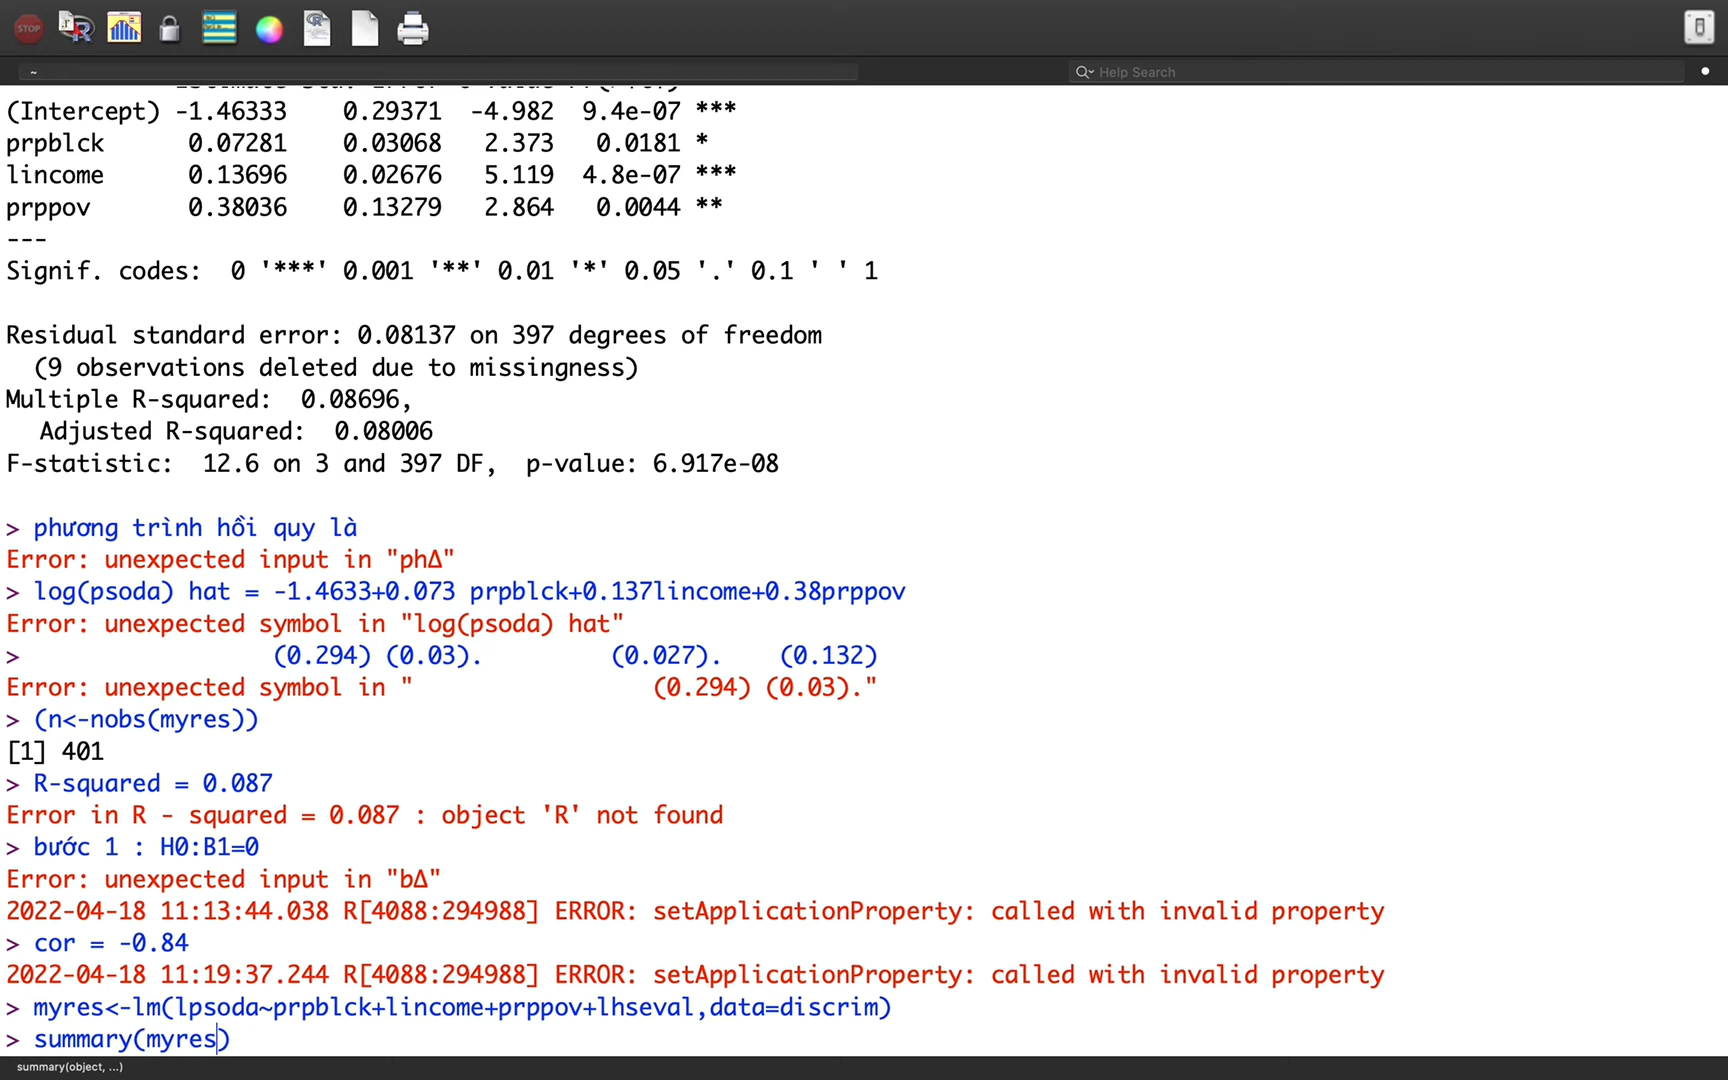 STOP
~
Help Search
(Intercept) -1.46333 0.29371 -4.982 9.4e-07 ***
prpblck 0.07281 0.03068 2.373 0.0181 *
lincome 0.13696 0.02676 5.119 4.8e-07 ***
prppov 0.38036 0.13279 2.864 0.0044 **
---
Signif. codes: 0 '***' 0.001 '**' 0.01 '*' 0.05 '.' 0.1 ' ' 1
Residual standard error: 0.08137 on 397 degrees of freedom
(9 observations deleted due to missingness)
Multiple R-squared: 0.08696,
Adjusted R-squared: 0.08006
F-statistic: 12.6 on 3 and 397 DF, p-value: 6.917e-08
> phương trình hồi quy là
Error: unexpected input in "ph∆"
> log(psoda) hat = -1.4633+0.073 prpblck+0.137lincome+0.38prppov
Error: unexpected symbol in "log(psoda) hat"
> (0.294) (0.03). (0.027). (0.132)
Error: unexpected symbol in " (0.294) (0.03)."
> (n<-nobs(myres))
[1] 401
> R-squared = 0.087
Error in R - squared = 0.087 : object 'R' not found
> bước 1 : H0:B1=0
Error: unexpected input in "b∆"
2022-04-18 11:13:44.038 R[4088:294988] ERROR: setApplicationProperty: called with invalid property
> cor = -0.84
2022-04-18 11:19:37.244 R[4088:294988] ERROR: setApplicationProperty: called with invalid property
> myres<-lm(lpsoda~prpblck+lincome+prppov+lhseval,data=discrim)
> summary(myres)
summary(object, ...)